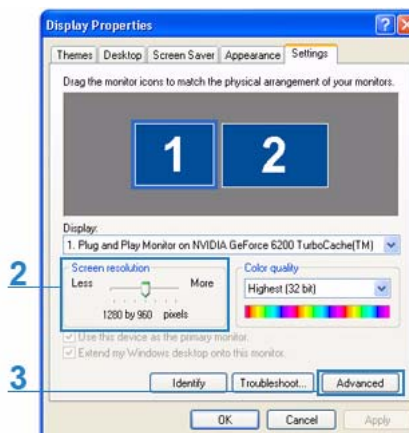 Display Properties
Themes Desktop Screen Saver Appearance Settings
Drag the monitor icons to match the physical arrangement of your monitors.
1 2
Display:
1. Plug and Play Monitor on NVIDIA GeForce 6200 TurboCache(TM)
2
Screen resolution Color quality
Less More Highest (32 bit)
1280 by 960 pixels
Use this device as the primary monitor.
Extend my Windows desktop onto this monitor.
3
Identify Troubleshoot... Advanced
OK Cancel Apply